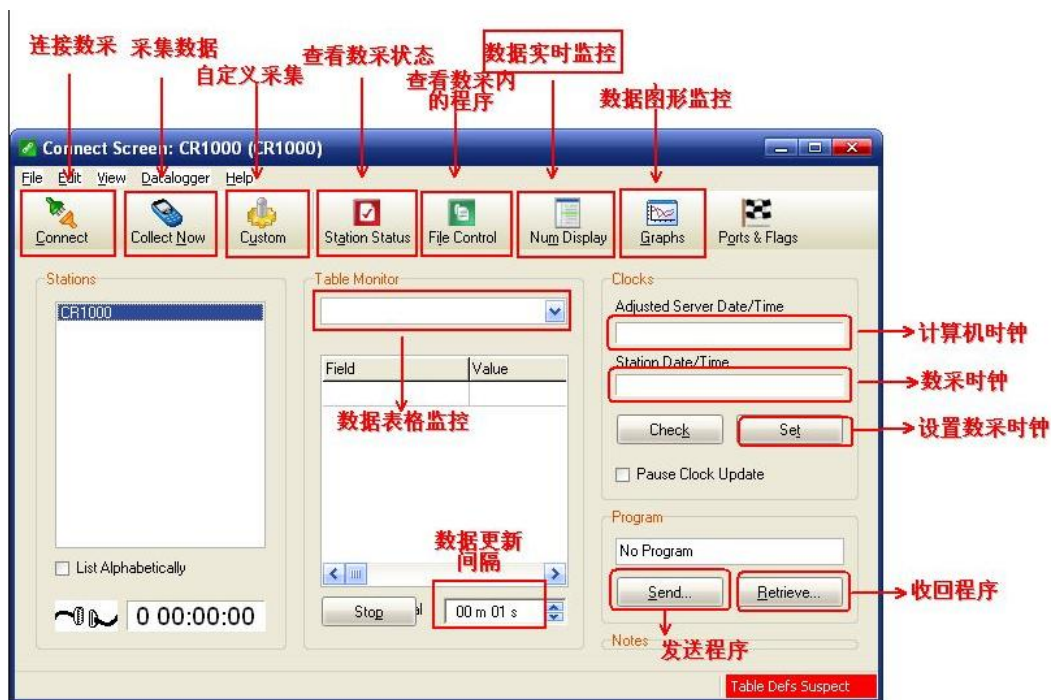 连接数采 采集数据 查看数采状态 数据实时监控
自定义采集 查看数采内
的程序 数据图形监控
Connect Screen: CR1000 (CR1000)
File Edit View Datalogger Help
Connect Collect Now Custom Station Status File Control Num Display Graphs Ports & Flags
Stations
CR1000
List Alphabetically
0 00:00:00
Table Monitor
Field Value
数据表格监控
数据更新
间隔
Stop al 00 m 01 s
Clocks
Adjusted Server Date/Time
计算机时钟
Station Date/Time
数采时钟
Check Set
设置数采时钟
Pause Clock Update
Program
No Program
Send... Retrieve...
收回程序
发送程序
Notes
Table Defs Suspect